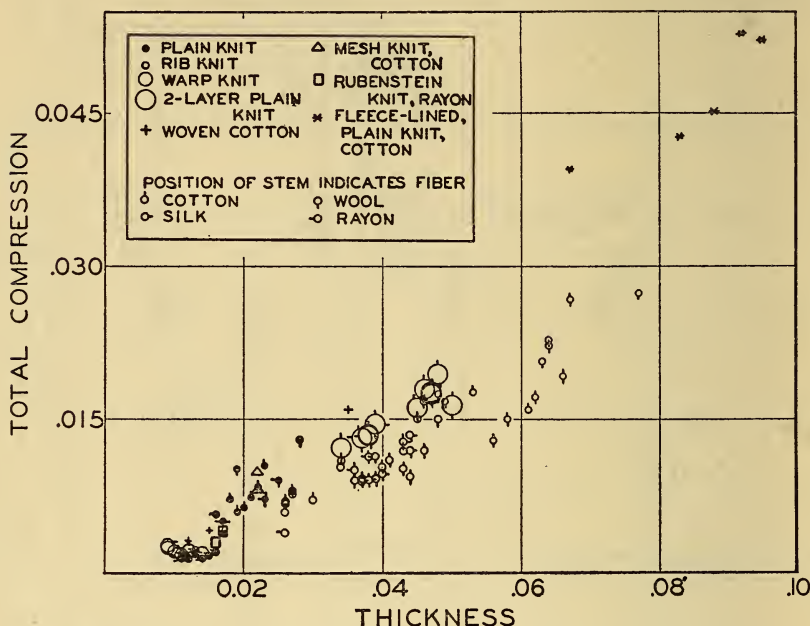 PLAIN KNIT
RIB KNIT
WARP KNIT
2-LAYER PLAIN
KNIT
WOVEN COTTON
MESH KNIT,
COTTON
RUBENSTEIN
KNIT, RAYON
FLEECE-LINED,
PLAIN KNIT,
COTTON
POSITION OF STEM INDICATES FIBER
COTTON
SILK
WOOL
RAYON
TOTAL COMPRESSION
0.045
.030
.015
0.02
.04
.06
.08
.10
THICKNESS